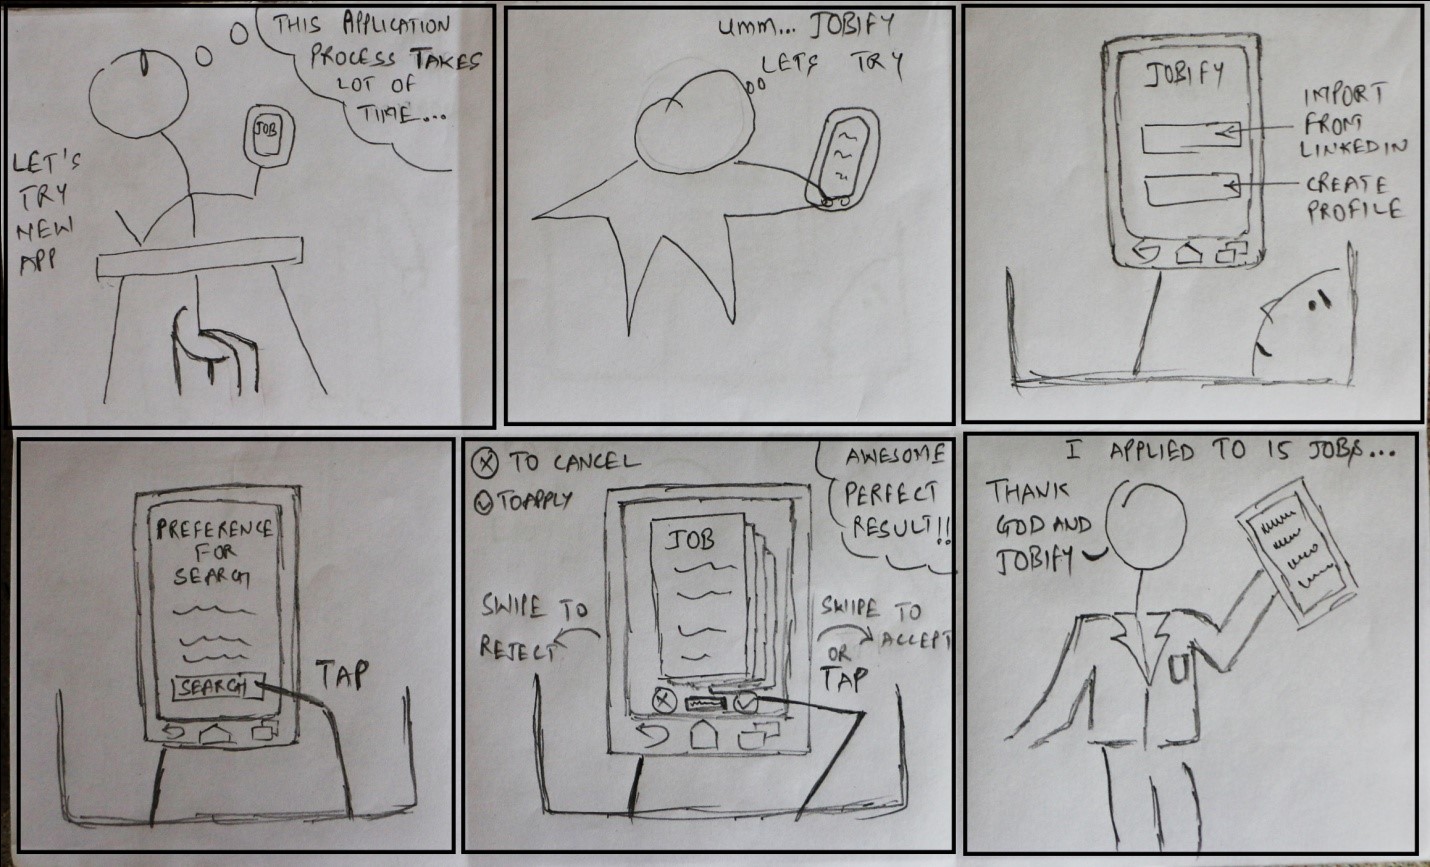 THIS APPLICATION
PROCESS TAKES
LOT OF
TIME...
JOB
LET'S
TRY
NEW
APP
umm... JOBIFY
LETS TRY
JOBIFY
IMPORT
FROM
LINKEDIN
CREATE
PROFILE
PREFERENCE
FOR
SEARCH
SEARCH
TAP
TO CANCEL
TO APPLY
AWESOME
PERFECT
RESULT!!
JOB
SWIPE TO
REJECT
SWIPE TO
ACCEPT
OR
TAP
I APPLIED TO 15 JOBS...
THANK
GOD AND
JOBIFY